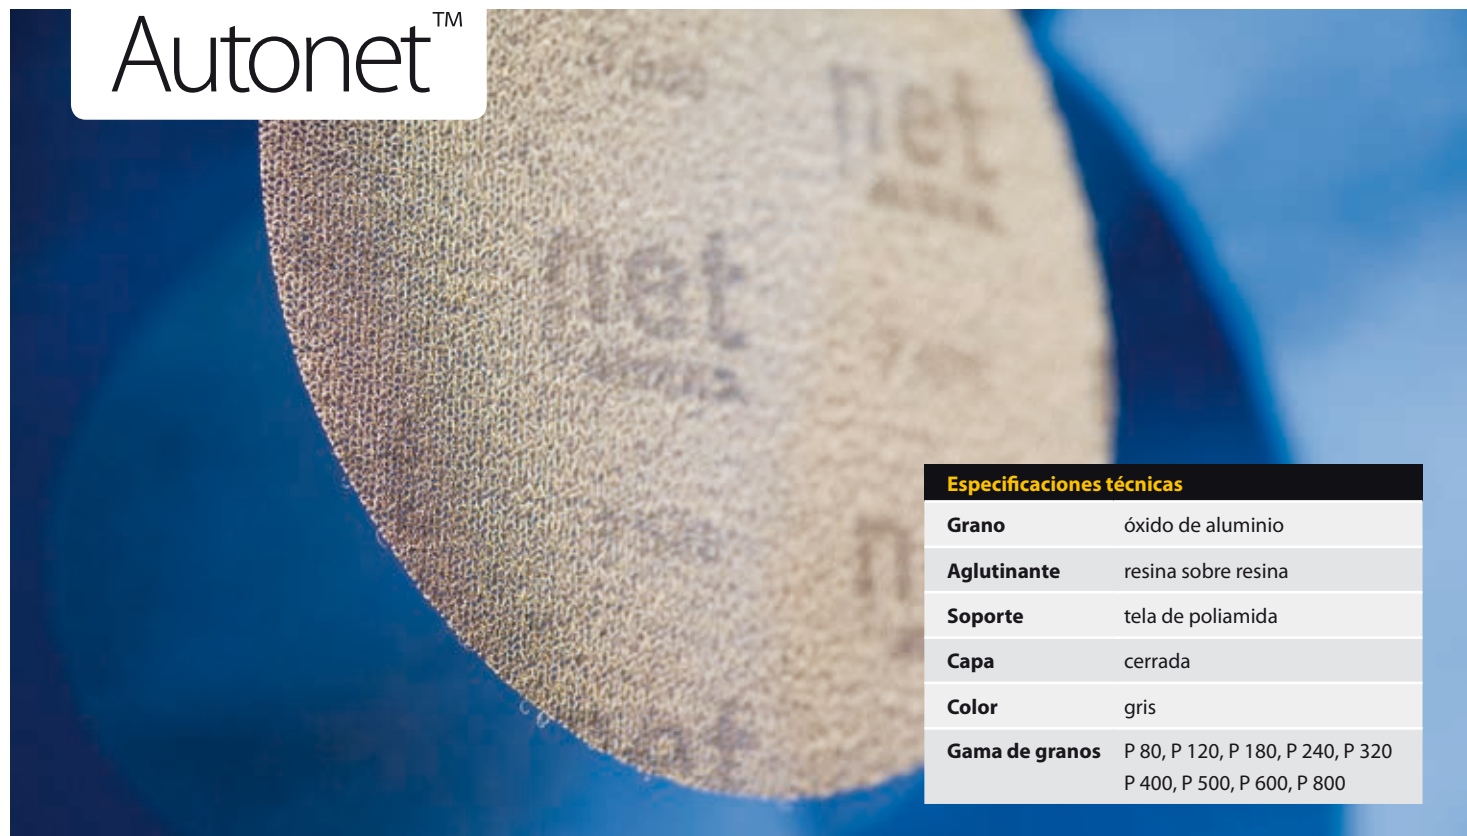 Autonet™
net
net
Especificaciones técnicas
Grano óxido de aluminio
Aglutinante resina sobre resina
Soporte tela de poliamida
Capa cerrada
Color gris
Gama de granos P 80, P 120, P 180, P 240, P 320
P 400, P 500, P 600, P 800